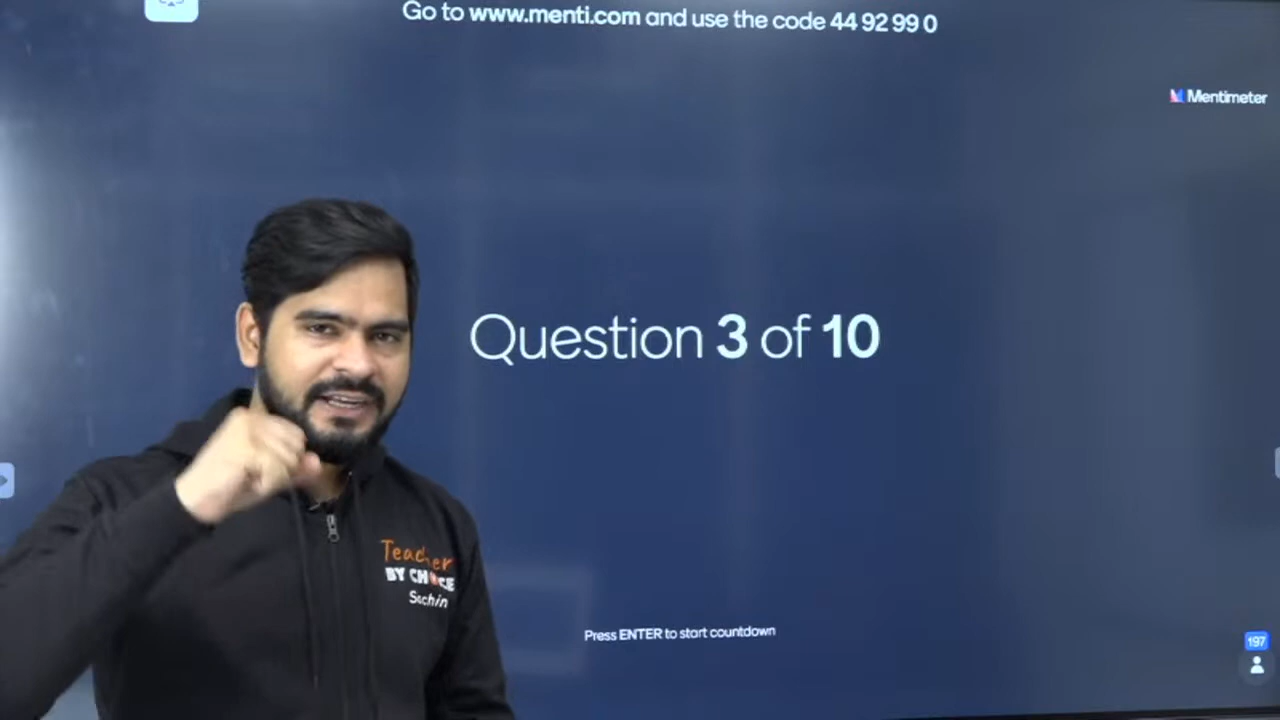 Go to www.menti.com and use the code 44 92 99 0
Mentimeter
Question 3 of 10
Teacher
BY CHOICE
Sachin
Press ENTER to start countdown
197